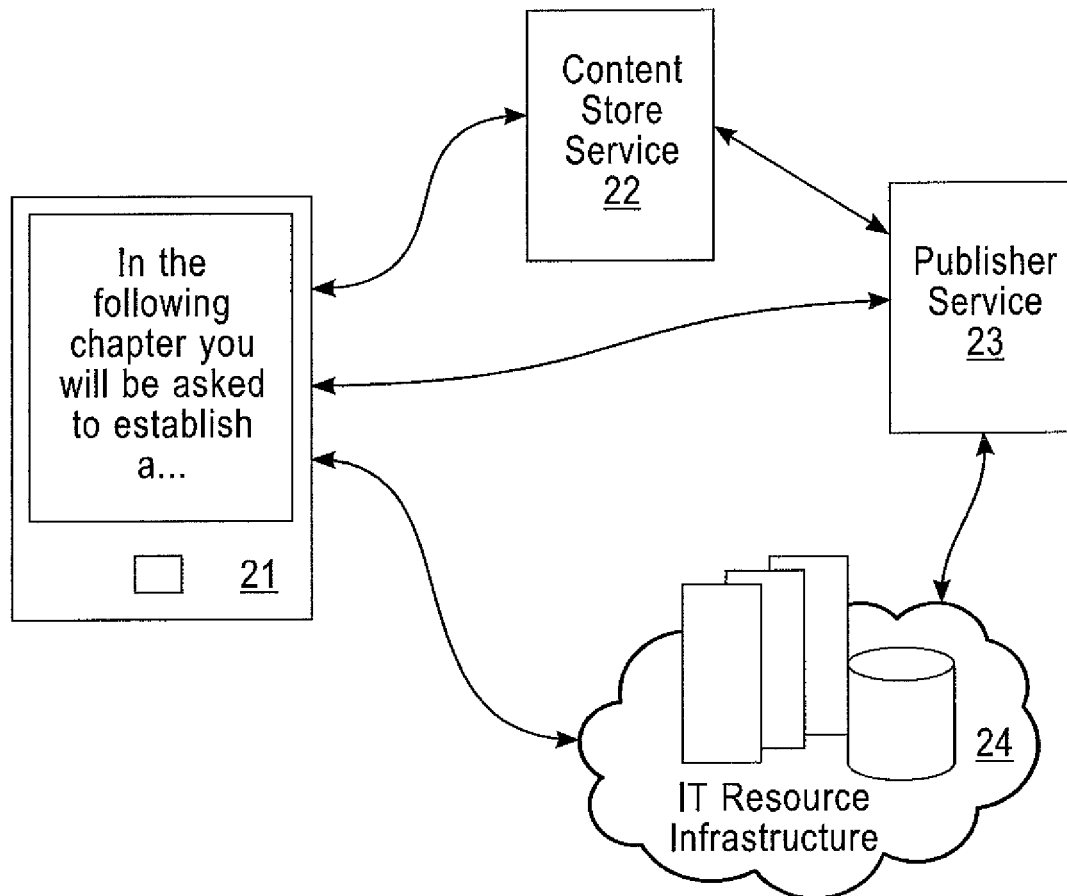 Content
Store
Service
22
In the
following
chapter you
will be asked
to establish
a...
21
Publisher
Service
23
24
IT Resource
Infrastructure